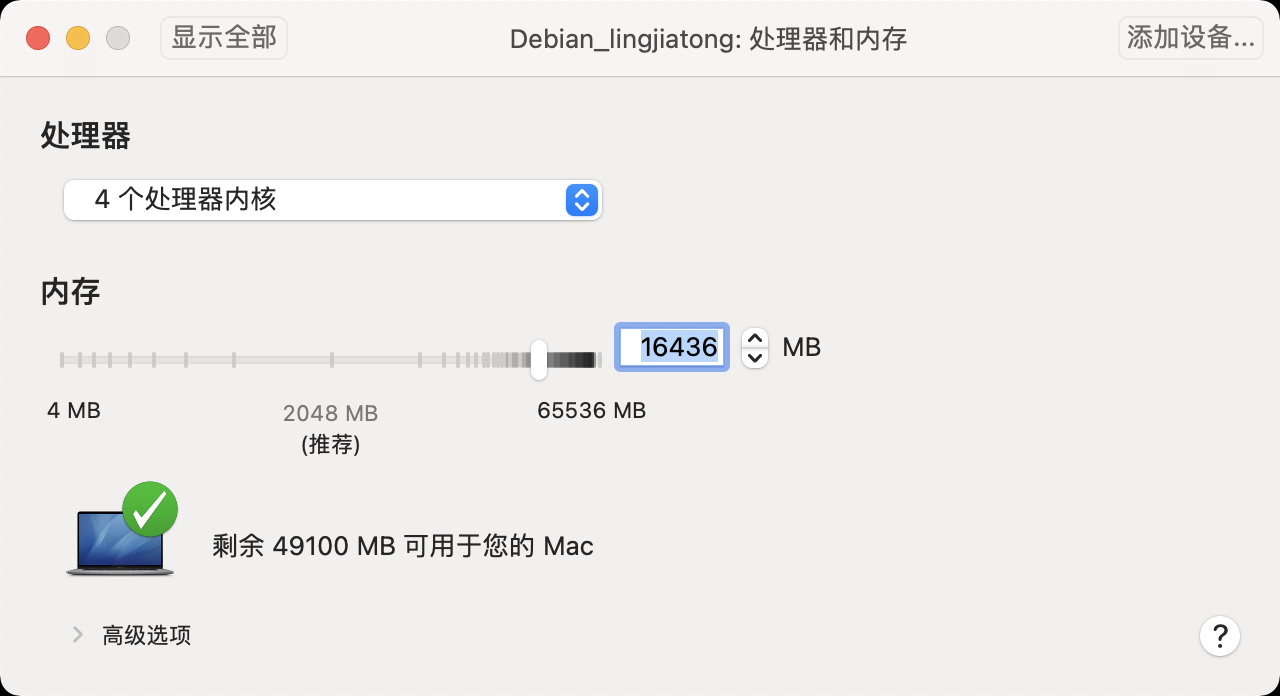 显示全部
Debian_lingjiatong: 处理器和内存
添加设备...
处理器
4 个处理器内核
内存
16436
MB
4 MB
2048 MB
(推荐)
65536 MB
剩余 49100 MB 可用于您的 Mac
高级选项
?